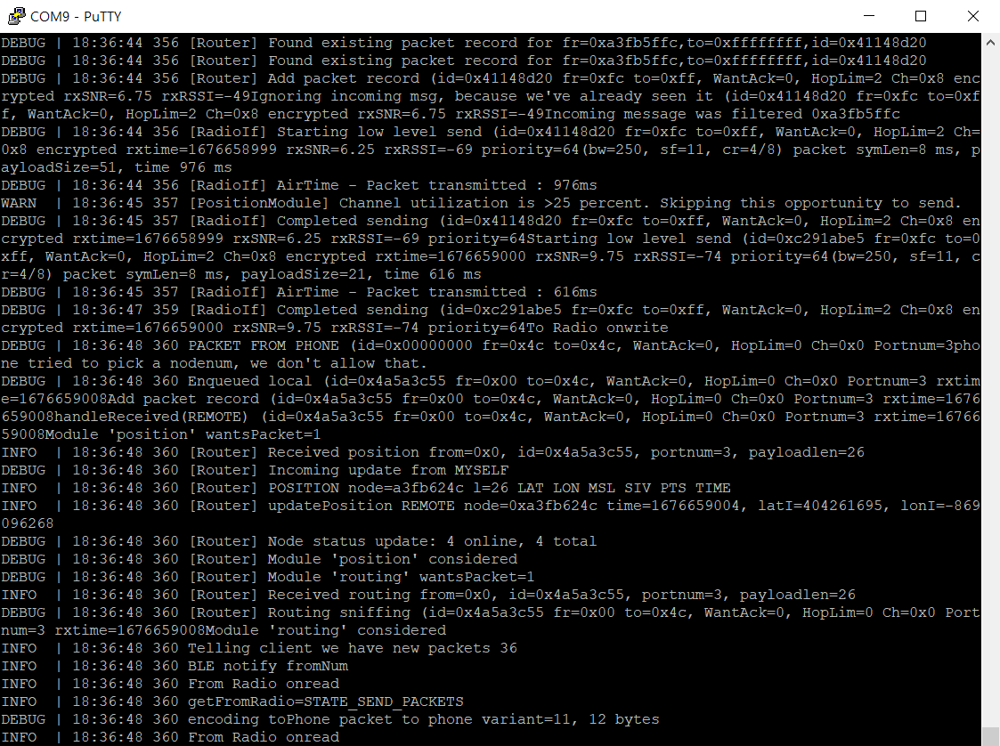 COM9 - PuTTY
DEBUG | 18:36:44 356 [Router] Found existing packet record for fr=0xa3fb5ffc,to=0xffffffff,id=0x41148d20
DEBUG | 18:36:44 356 [Router] Found existing packet record for fr=0xa3fb5ffc,to=0xffffffff,id=0x41148d20
DEBUG | 18:36:44 356 [Router] Add packet record (id=0x41148d20 fr=0xfc to=0xff, WantAck=0, HopLim=2 Ch=0x8 enc
rypted rxSNR=6.75 rxRSSI=-49Ignoring incoming msg, because we've already seen it (id=0x41148d20 fr=0xfc to=0xf
f, WantAck=0, HopLim=2 Ch=0x8 encrypted rxSNR=6.75 rxRSSI=-49Incoming message was filtered 0xa3fb5ffc
DEBUG | 18:36:44 356 [RadioIf] Starting low level send (id=0x41148d20 fr=0xfc to=0xff, WantAck=0, HopLim=2 Ch=
0x8 encrypted rxtime=1676658999 rxSNR=6.25 rxRSSI=-69 priority=64(bw=250, sf=11, cr=4/8) packet symLen=8 ms, p
ayloadSize=51, time 976 ms
DEBUG | 18:36:44 356 [RadioIf] AirTime - Packet transmitted : 976ms
WARN  | 18:36:45 357 [PositionModule] Channel utilization is >25 percent. Skipping this opportunity to send.
DEBUG | 18:36:45 357 [RadioIf] Completed sending (id=0x41148d20 fr=0xfc to=0xff, WantAck=0, HopLim=2 Ch=0x8 en
crypted rxtime=1676658999 rxSNR=6.25 rxRSSI=-69 priority=64Starting low level send (id=0xc291abe5 fr=0xfc to=0
xff, WantAck=0, HopLim=2 Ch=0x8 encrypted rxtime=1676659000 rxSNR=9.75 rxRSSI=-74 priority=64(bw=250, sf=11, c
r=4/8) packet symLen=8 ms, payloadSize=21, time 616 ms
DEBUG | 18:36:45 357 [RadioIf] AirTime - Packet transmitted : 616ms
DEBUG | 18:36:47 359 [RadioIf] Completed sending (id=0xc291abe5 fr=0xfc to=0xff, WantAck=0, HopLim=2 Ch=0x8 en
crypted rxtime=1676659000 rxSNR=9.75 rxRSSI=-74 priority=64To Radio onwrite
DEBUG | 18:36:48 360 PACKET FROM PHONE (id=0x00000000 fr=0x4c to=0x4c, WantAck=0, HopLim=0 Ch=0x0 Portnum=3pho
ne tried to pick a nodenum, we don't allow that.
DEBUG | 18:36:48 360 Enqueued local (id=0x4a5a3c55 fr=0x00 to=0x4c, WantAck=0, HopLim=0 Ch=0x0 Portnum=3 rxtim
e=1676659008Add packet record (id=0x4a5a3c55 fr=0x00 to=0x4c, WantAck=0, HopLim=0 Ch=0x0 Portnum=3 rxtime=1676
659008handleReceived(REMOTE) (id=0x4a5a3c55 fr=0x00 to=0x4c, WantAck=0, HopLim=0 Ch=0x0 Portnum=3 rxtime=16766
59008Module 'position' wantsPacket=1
INFO  | 18:36:48 360 [Router] Received position from=0x0, id=0x4a5a3c55, portnum=3, payloadlen=26
DEBUG | 18:36:48 360 [Router] Incoming update from MYSELF
INFO  | 18:36:48 360 [Router] POSITION node=a3fb624c l=26 LAT LON MSL SIV PTS TIME
INFO  | 18:36:48 360 [Router] updatePosition REMOTE node=0xa3fb624c time=1676659004, latI=404261695, lonI=-869
096268
DEBUG | 18:36:48 360 [Router] Node status update: 4 online, 4 total
DEBUG | 18:36:48 360 [Router] Module 'position' considered
DEBUG | 18:36:48 360 [Router] Module 'routing' wantsPacket=1
INFO  | 18:36:48 360 [Router] Received routing from=0x0, id=0x4a5a3c55, portnum=3, payloadlen=26
DEBUG | 18:36:48 360 [Router] Routing sniffing (id=0x4a5a3c55 fr=0x00 to=0x4c, WantAck=0, HopLim=0 Ch=0x0 Port
num=3 rxtime=1676659008Module 'routing' considered
INFO  | 18:36:48 360 Telling client we have new packets 36
INFO  | 18:36:48 360 BLE notify fromNum
INFO  | 18:36:48 360 From Radio onread
INFO  | 18:36:48 360 getFromRadio=STATE_SEND_PACKETS
DEBUG | 18:36:48 360 encoding toPhone packet to phone variant=11, 12 bytes
INFO  | 18:36:48 360 From Radio onread